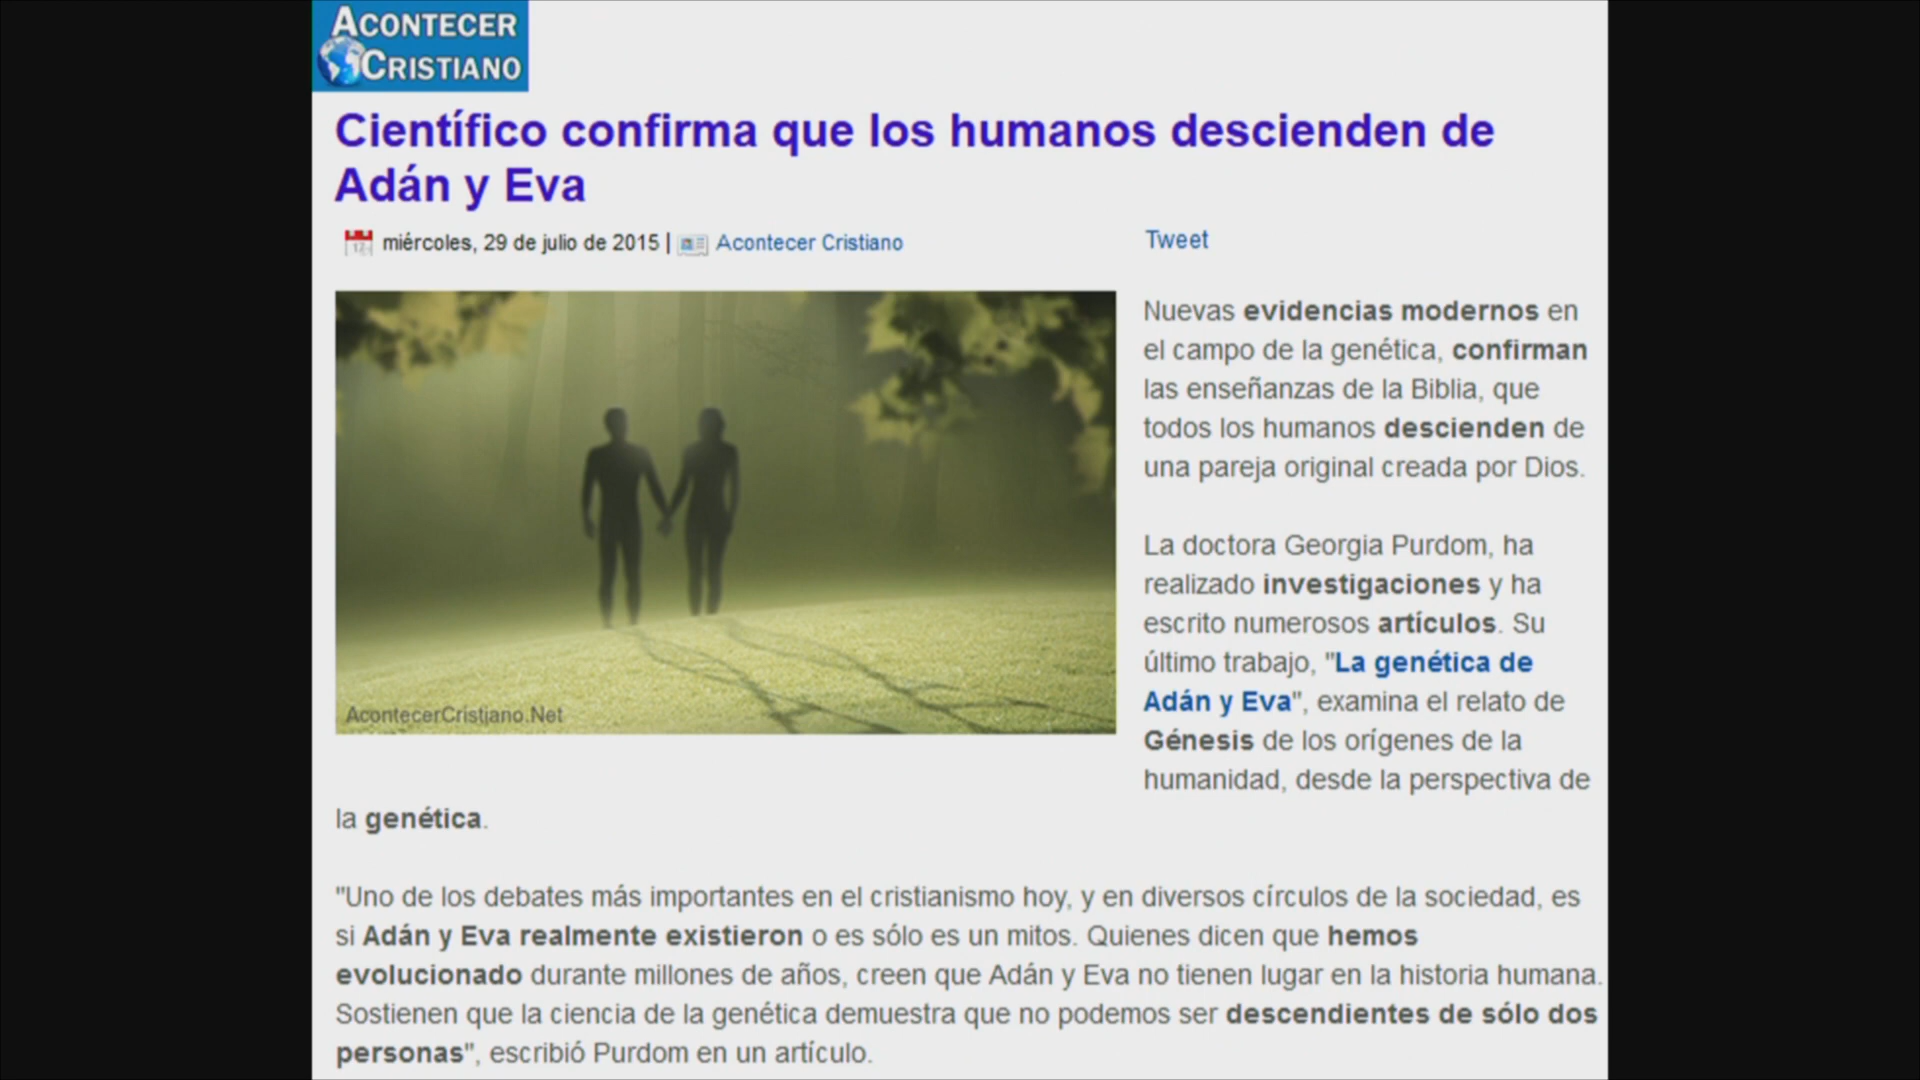 ACONTECER
CRISTIANO
Científico confirma que los humanos descienden de
Adán y Eva
12
miércoles, 29 de julio de 2015 | Acontecer Cristiano
Tweet
AcontecerCristiano.Net
Nuevas evidencias modernos en
el campo de la genética, confirman
las enseñanzas de la Biblia, que
todos los humanos descienden de
una pareja original creada por Dios.
La doctora Georgia Purdom, ha
realizado investigaciones y ha
escrito numerosos artículos. Su
último trabajo, "La genética de
Adán y Eva", examina el relato de
Génesis de los orígenes de la
humanidad, desde la perspectiva de
la genética.
"Uno de los debates más importantes en el cristianismo hoy, y en diversos círculos de la sociedad, es
si Adán y Eva realmente existieron o es sólo es un mitos. Quienes dicen que hemos
evolucionado durante millones de años, creen que Adán y Eva no tienen lugar en la historia humana.
Sostienen que la ciencia de la genética demuestra que no podemos ser descendientes de sólo dos
personas", escribió Purdom en un artículo.